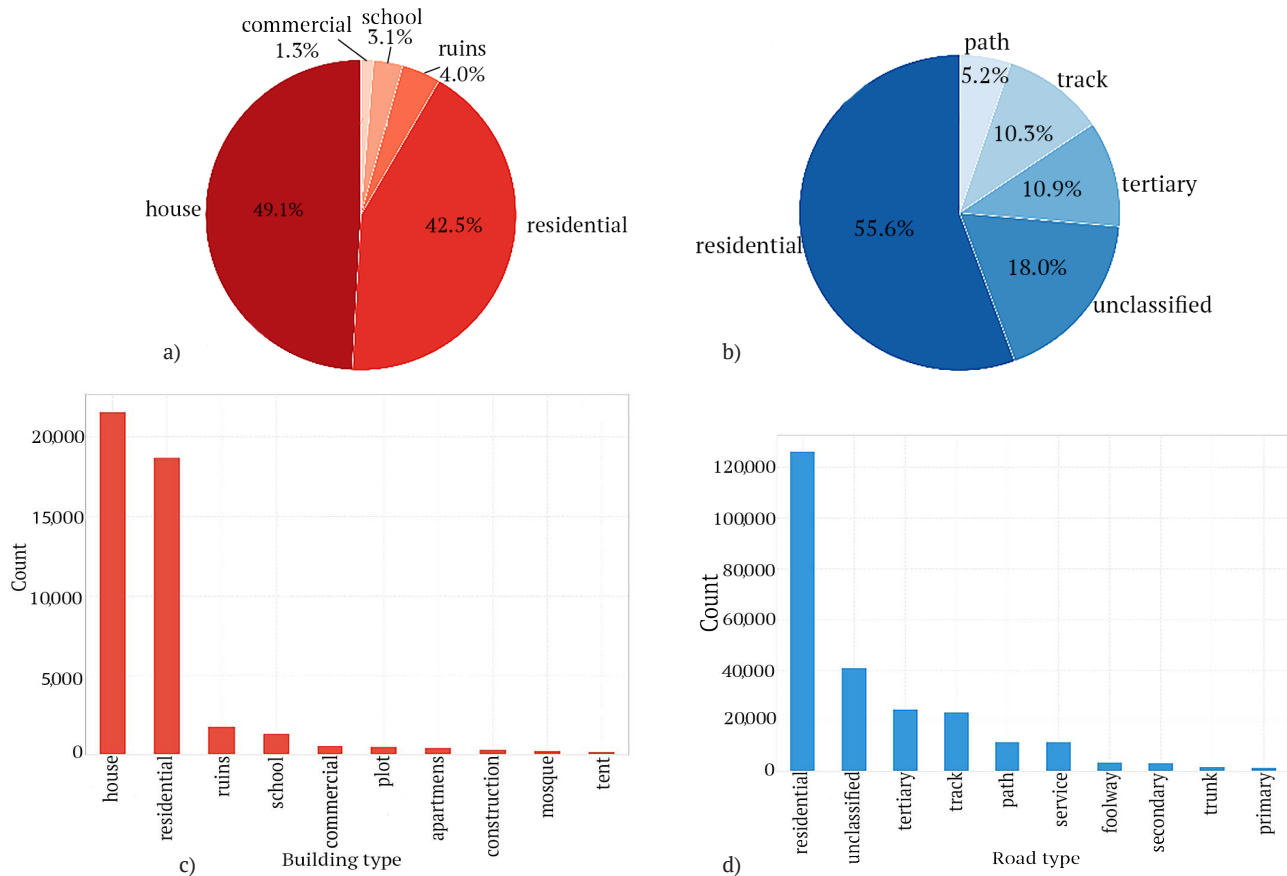 commercial
1.3%
school
3.1%
ruins
4.0%
house
49.1%
42.5%
residential
a)
path
5.2%
track
10.3%
tertiary
10.9%
residential
55.6%
18.0%
unclassified
b)
Count
20,000
15,000
10,000
5,000
0
house
residential
ruins
school
commercial
plot
apartmens
construction
mosque
tent
Building type
c)
Count
120,000
100,000
80,000
60,000
40,000
20,000
0
residential
unclassified
tertiary
track
path
service
foolway
secondary
trunk
primary
Road type
d)